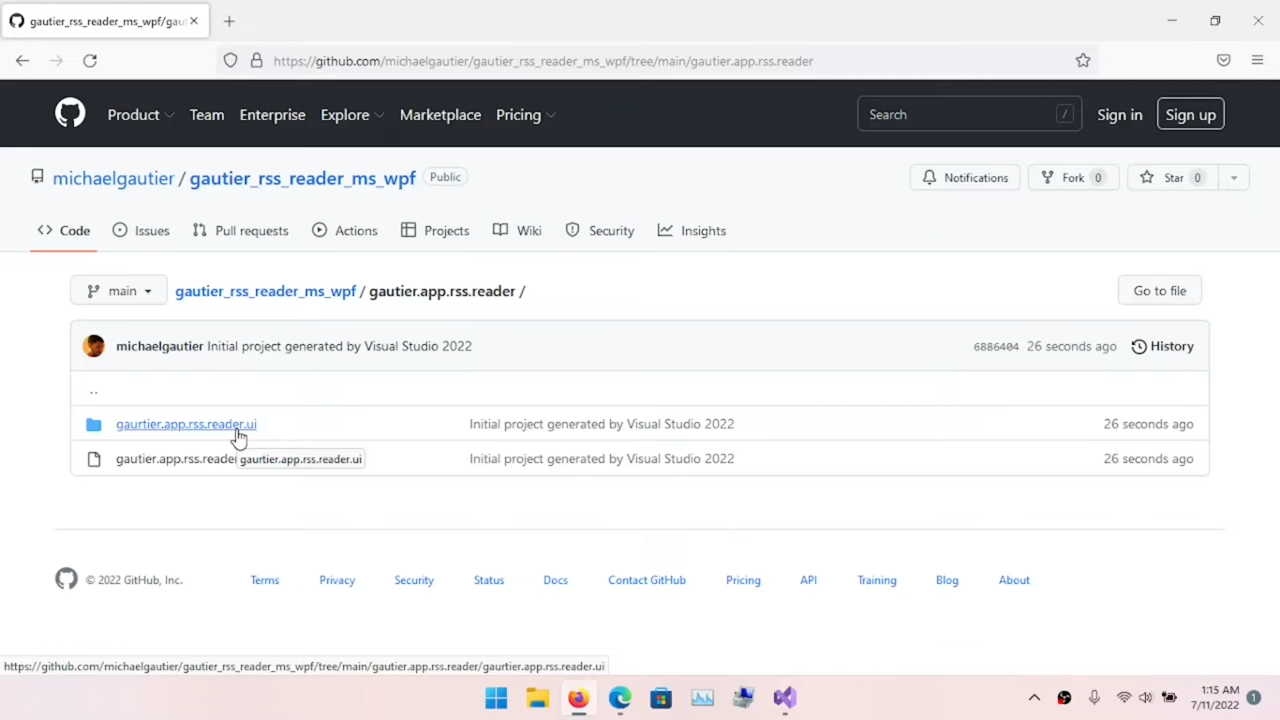 gautier_rss_reader_ms_wpf/gau
https://github.com/michaelgautier/gautier_rss_reader_ms_wpf/tree/main/gautier.app.rss.reader
Product Team Enterprise Explore Marketplace Pricing Search / Sign in Sign up
michaelgautier / gautier_rss_reader_ms_wpf Public Notifications Fork 0 Star 0
Code Issues Pull requests Actions Projects Wiki Security Insights
main gautier_rss_reader_ms_wpf / gautier.app.rss.reader / Go to file
michaelgautier Initial project generated by Visual Studio 2022 6886404 26 seconds ago History
..
gaurtier.app.rss.reader.ui Initial project generated by Visual Studio 2022 26 seconds ago
gautier.app.rss.reader gaurtier.app.rss.reader.ui Initial project generated by Visual Studio 2022 26 seconds ago
© 2022 GitHub, Inc. Terms Privacy Security Status Docs Contact GitHub Pricing API Training Blog About
https://github.com/michaelgautier/gautier_rss_reader_ms_wpf/tree/main/gautier.app.rss.reader/gaurtier.app.rss.reader.ui
1:15 AM
7/11/2022 1